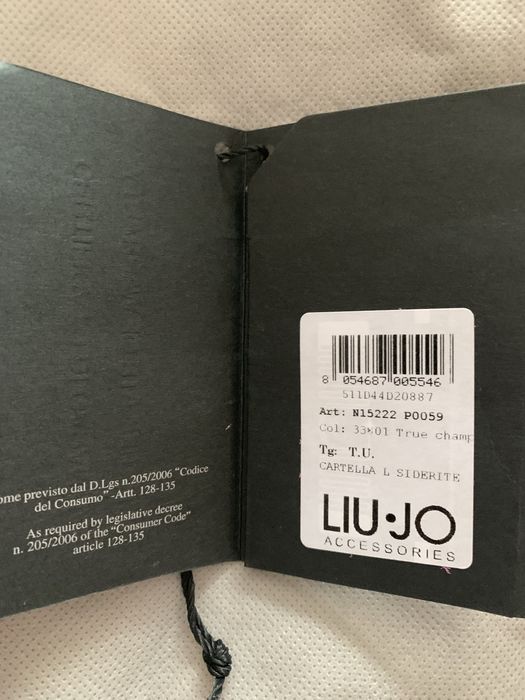 ome previsto dal D.Lgs n.205/2006 "Codice
del Consumo" -Artt. 128-135
As required by legislative decree
n. 205/2006 of the "Consumer Code"
article 128-135
8 054687 005546
511D44D20887
Art: N15222 P0059
Col: True champ
Tg: T.U.
CARTELLA L SIDERITE
LIU·JO
ACCESSORIES